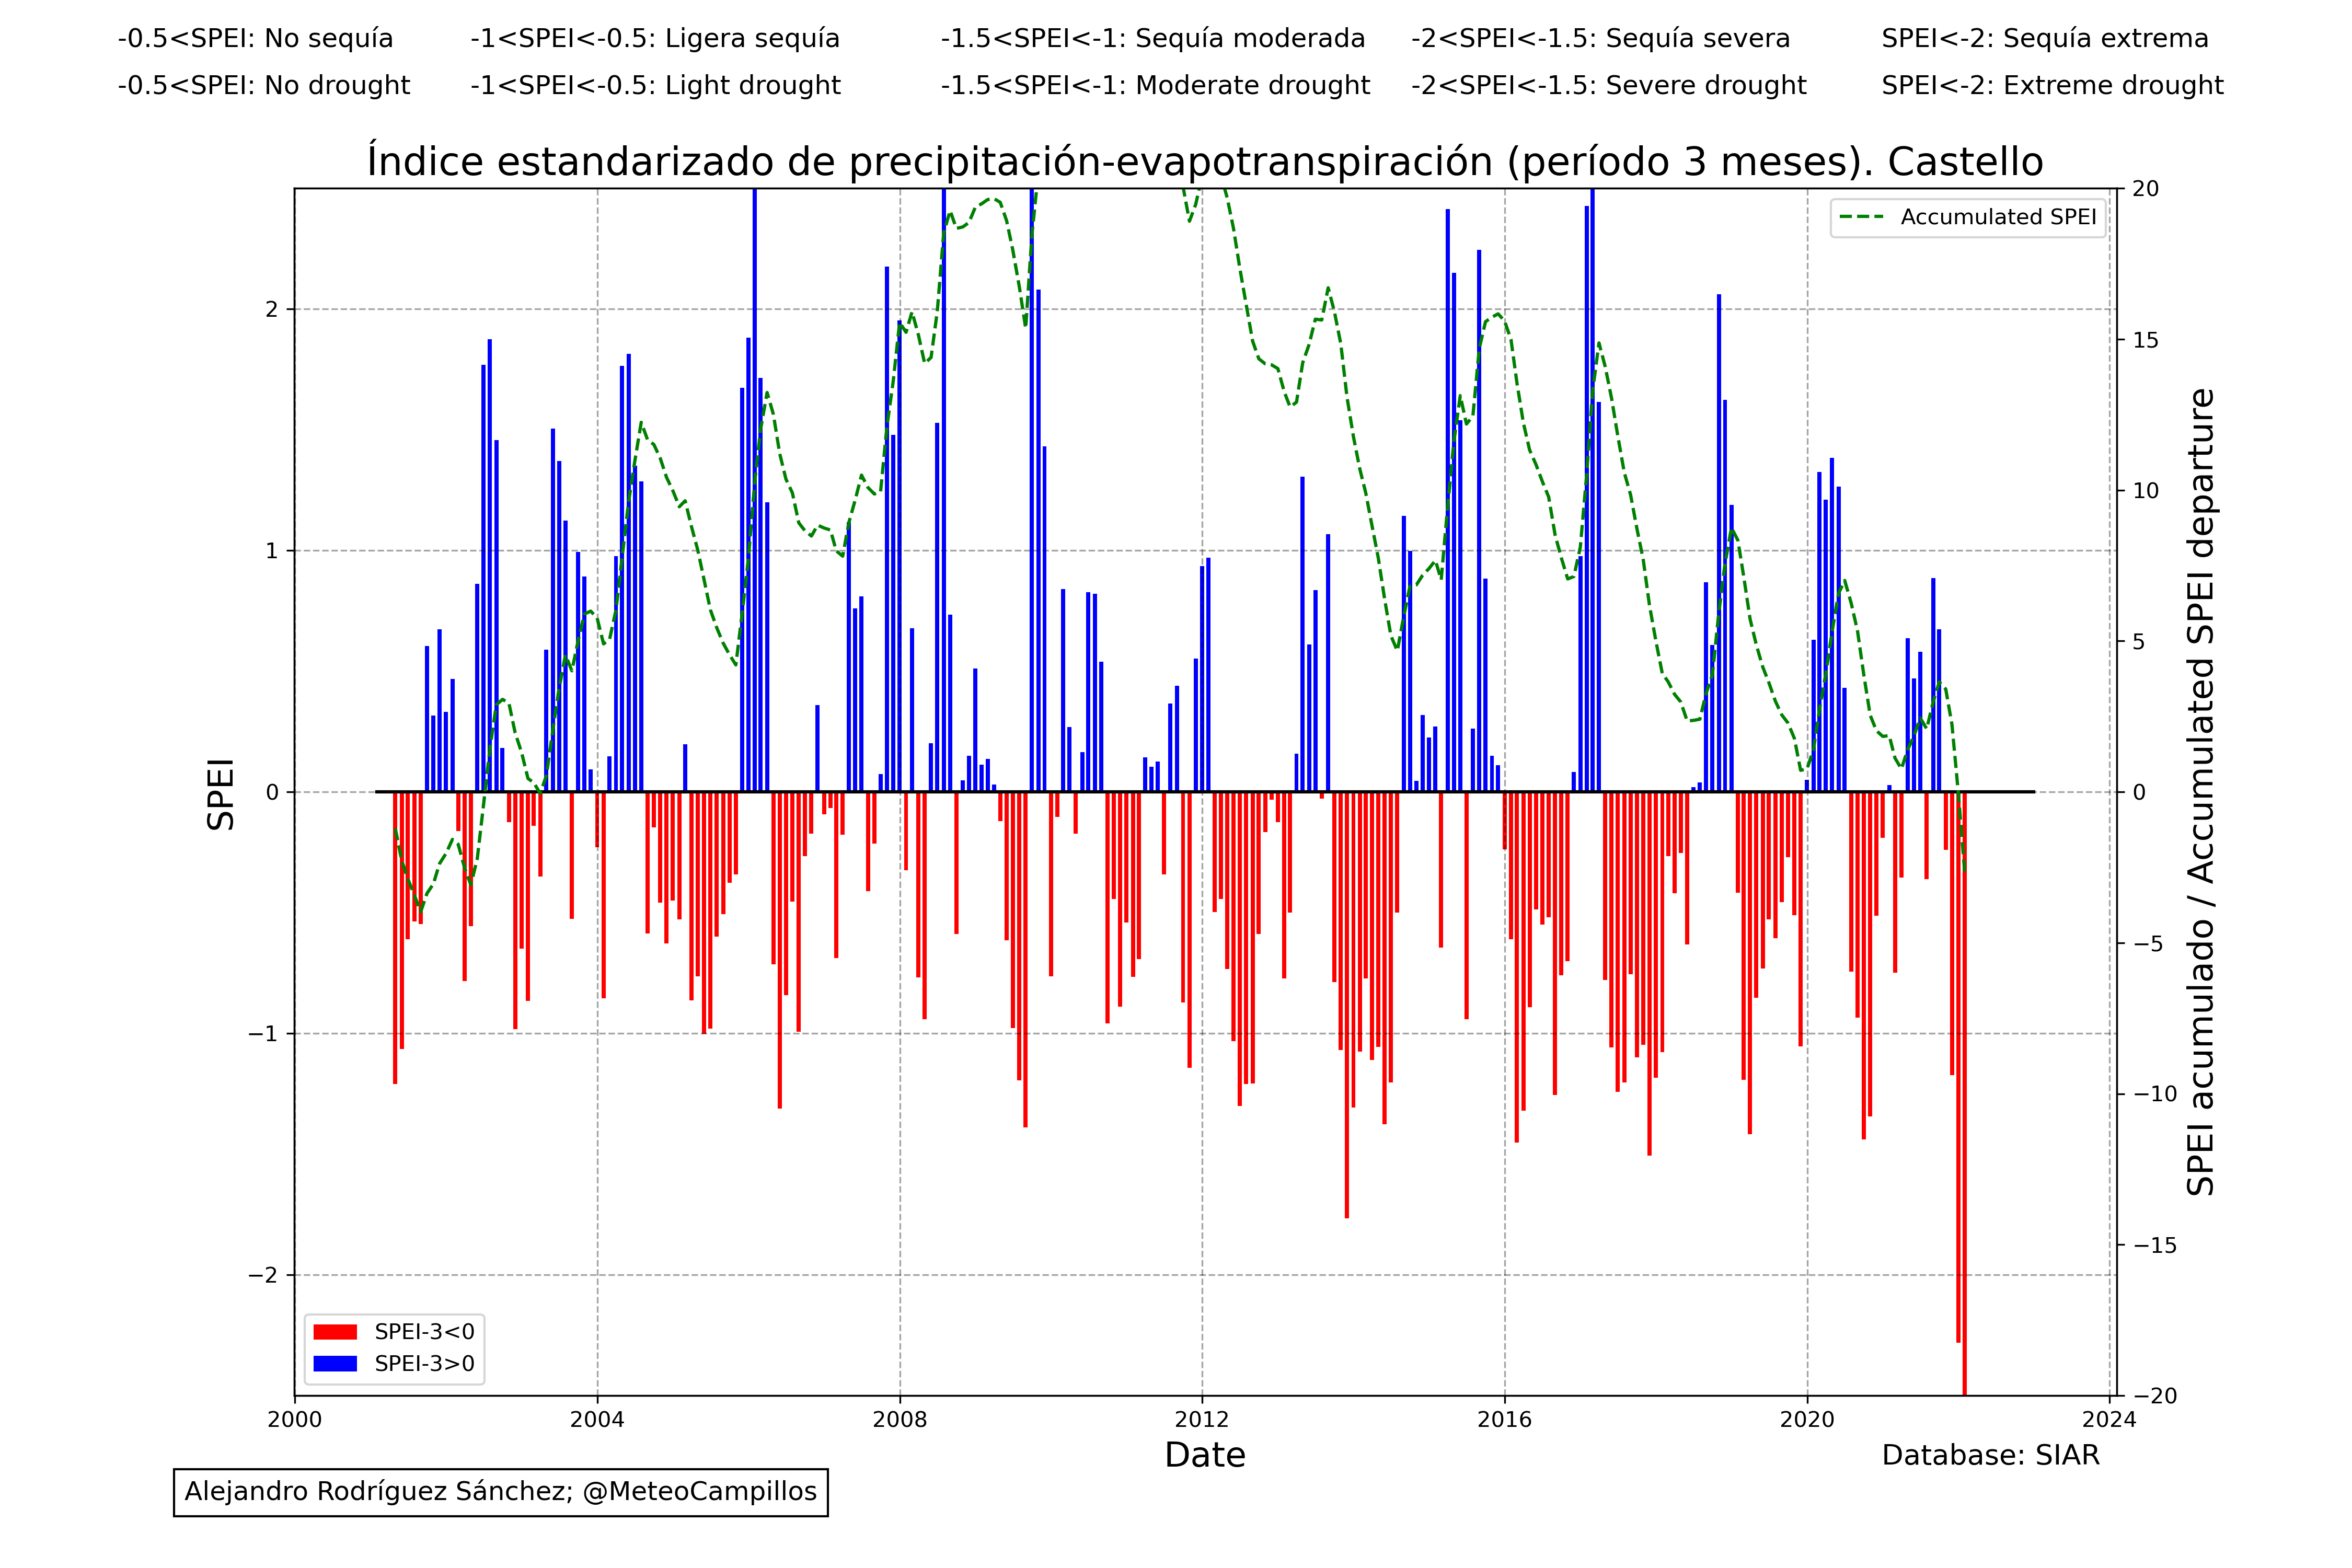 -0.5<SPEI: No sequía
-1<SPEI<-0.5: Ligera sequía
-1.5<SPEI<-1: Sequía moderada
-2<SPEI<-1.5: Sequía severa
SPEI<-2: Sequía extrema
-0.5<SPEI: No drought
-1<SPEI<-0.5: Light drought
-1.5<SPEI<-1: Moderate drought
-2<SPEI<-1.5: Severe drought
SPEI<-2: Extreme drought
Índice estandarizado de precipitación-evapotranspiración (período 3 meses). Castello
Accumulated SPEI
SPEI
2
1
0
−1
−2
20
15
10
5
0
−5
−10
−15
−20
SPEI acumulado / Accumulated SPEI departure
SPEI-3<0
SPEI-3>0
2000
2004
2008
2012
2016
2020
2024
Date
Database: SIAR
Alejandro Rodríguez Sánchez; @MeteoCampillos